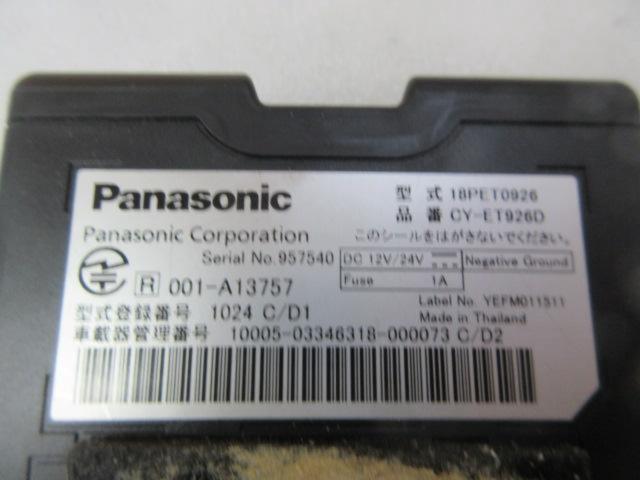 Panasonic
型式 18PET0926
品番 CY-ET926D
Panasonic Corporation
このシールをはがさないでください。
Serial No.957540
DC 12V/24V
Negative Ground
Fuse 1A
R 001-A13757
Label No. YEFM011511
Made in Thailand
型式登録番号 1024 C/D1
車載器管理番号 10005-03346318-000073 C/D2